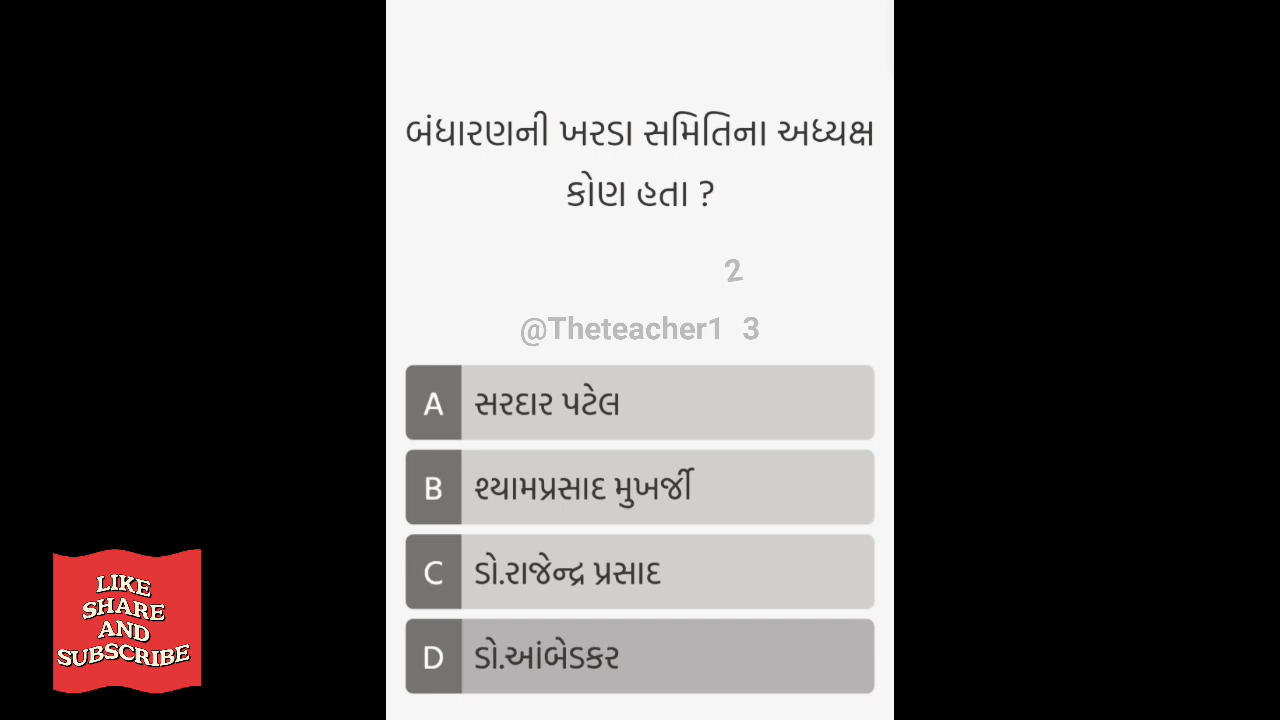 બંધારણની ખરડા સમિતિના અધ્યક્ષ
કોણ હતા ?
2
@Theteacher1 3
A સરદાર પટેલ
B શ્યામપ્રસાદ મુખર્જી
C ડો.રાજેન્દ્ર પ્રસાદ
D ડો.આંબેડકર
LIKE
SHARE
AND
SUBSCRIBE